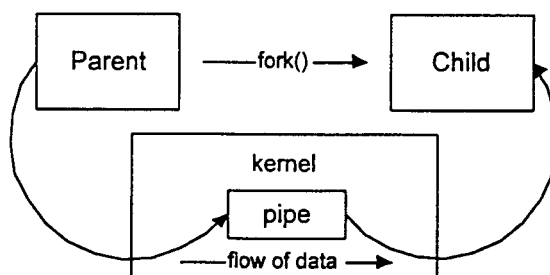 Parent
fork()
Child
kernel
pipe
flow of data